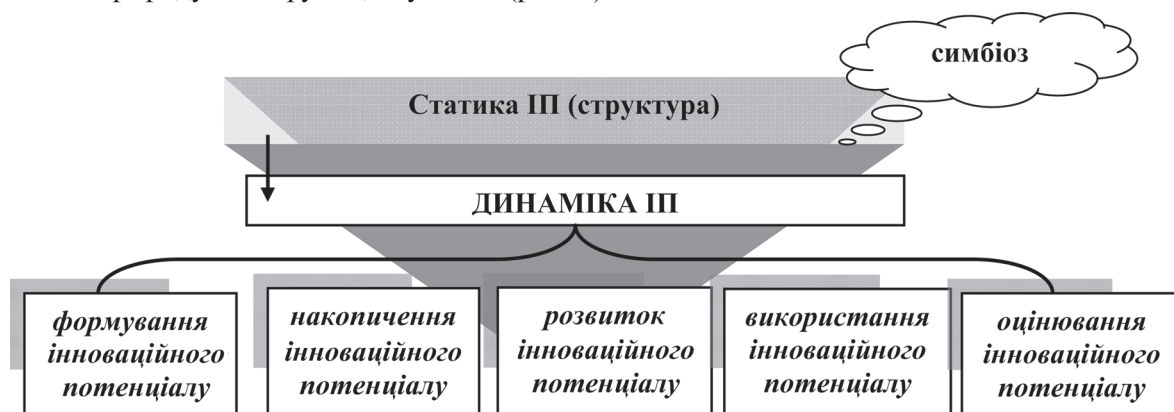 симбіоз
Статика ІП (структура)
ДИНАМІКА ІП
формування
інноваційного
потенціалу
накопичення
інноваційного
потенціалу
розвиток
інноваційного
потенціалу
використання
інноваційного
потенціалу
оцінювання
інноваційного
потенціалу